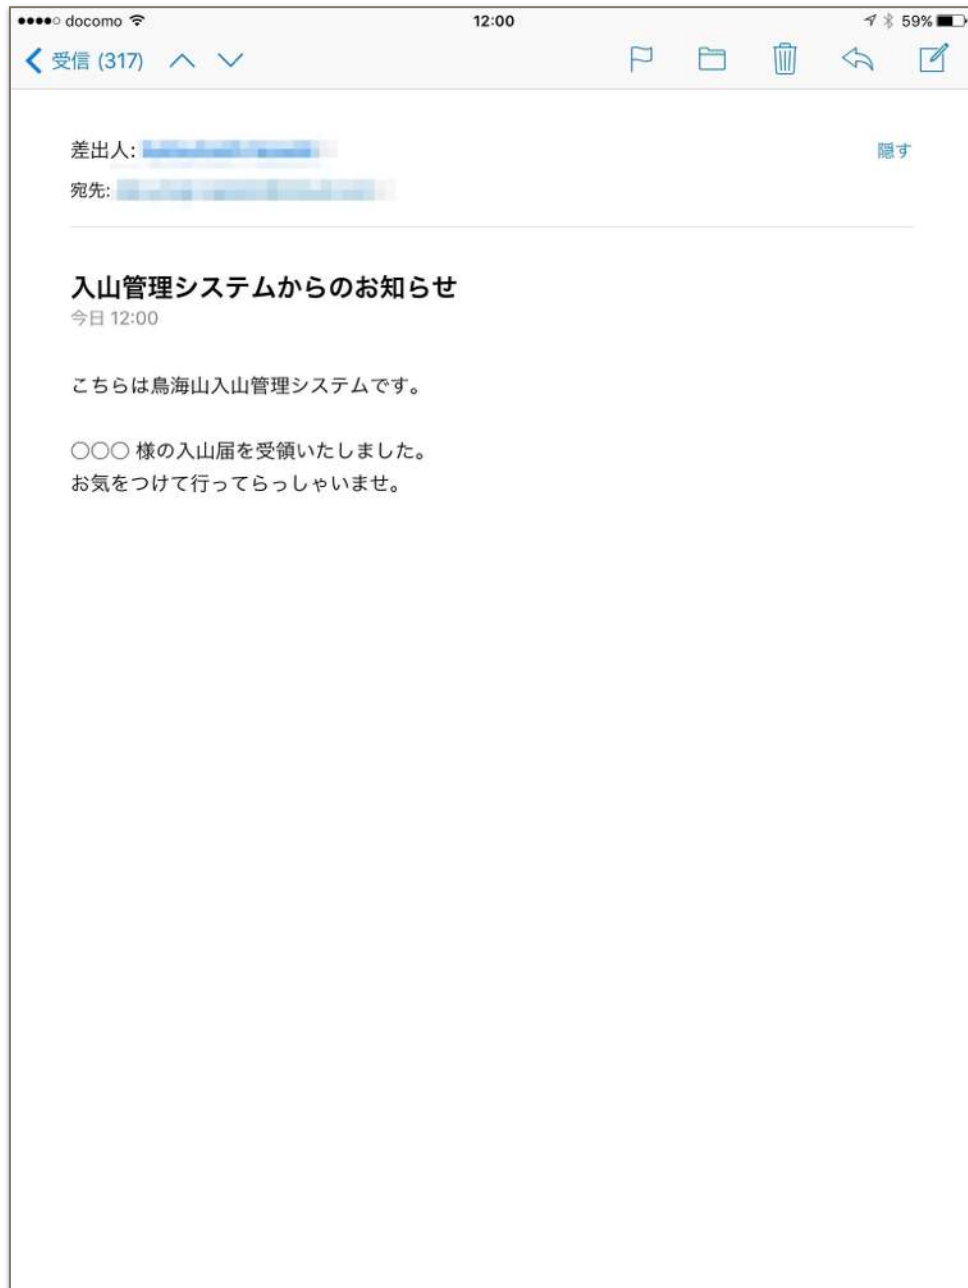 docomo 12:00 59%
受信 (317)
差出人: 隠す
宛先:
入山管理システムからのお知らせ
今日 12:00
こちらは鳥海山入山管理システムです。
○○○ 様の入山届を受領いたしました。
お気をつけて行ってらっしゃいませ。